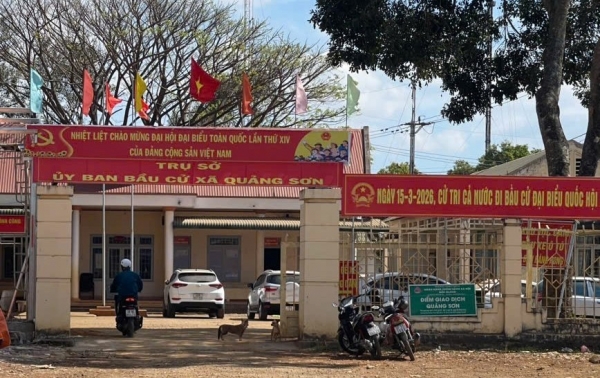 NHIỆT LIỆT CHÀO MỪNG ĐẠI HỘI ĐẠI BIỂU TOÀN QUỐC LẦN THỨ XIV
CỦA ĐẢNG CỘNG SẢN VIỆT NAM
TRỤ SỞ
ỦY BAN BẦU CỬ XÃ QUẢNG SƠN
NGÀY 15-3-2026, CỬ TRI CẢ NƯỚC ĐI BẦU CỬ ĐẠI BIỂU QUỐC HỘI
ĐIỂM GIAO DỊCH
QUẢNG SƠN